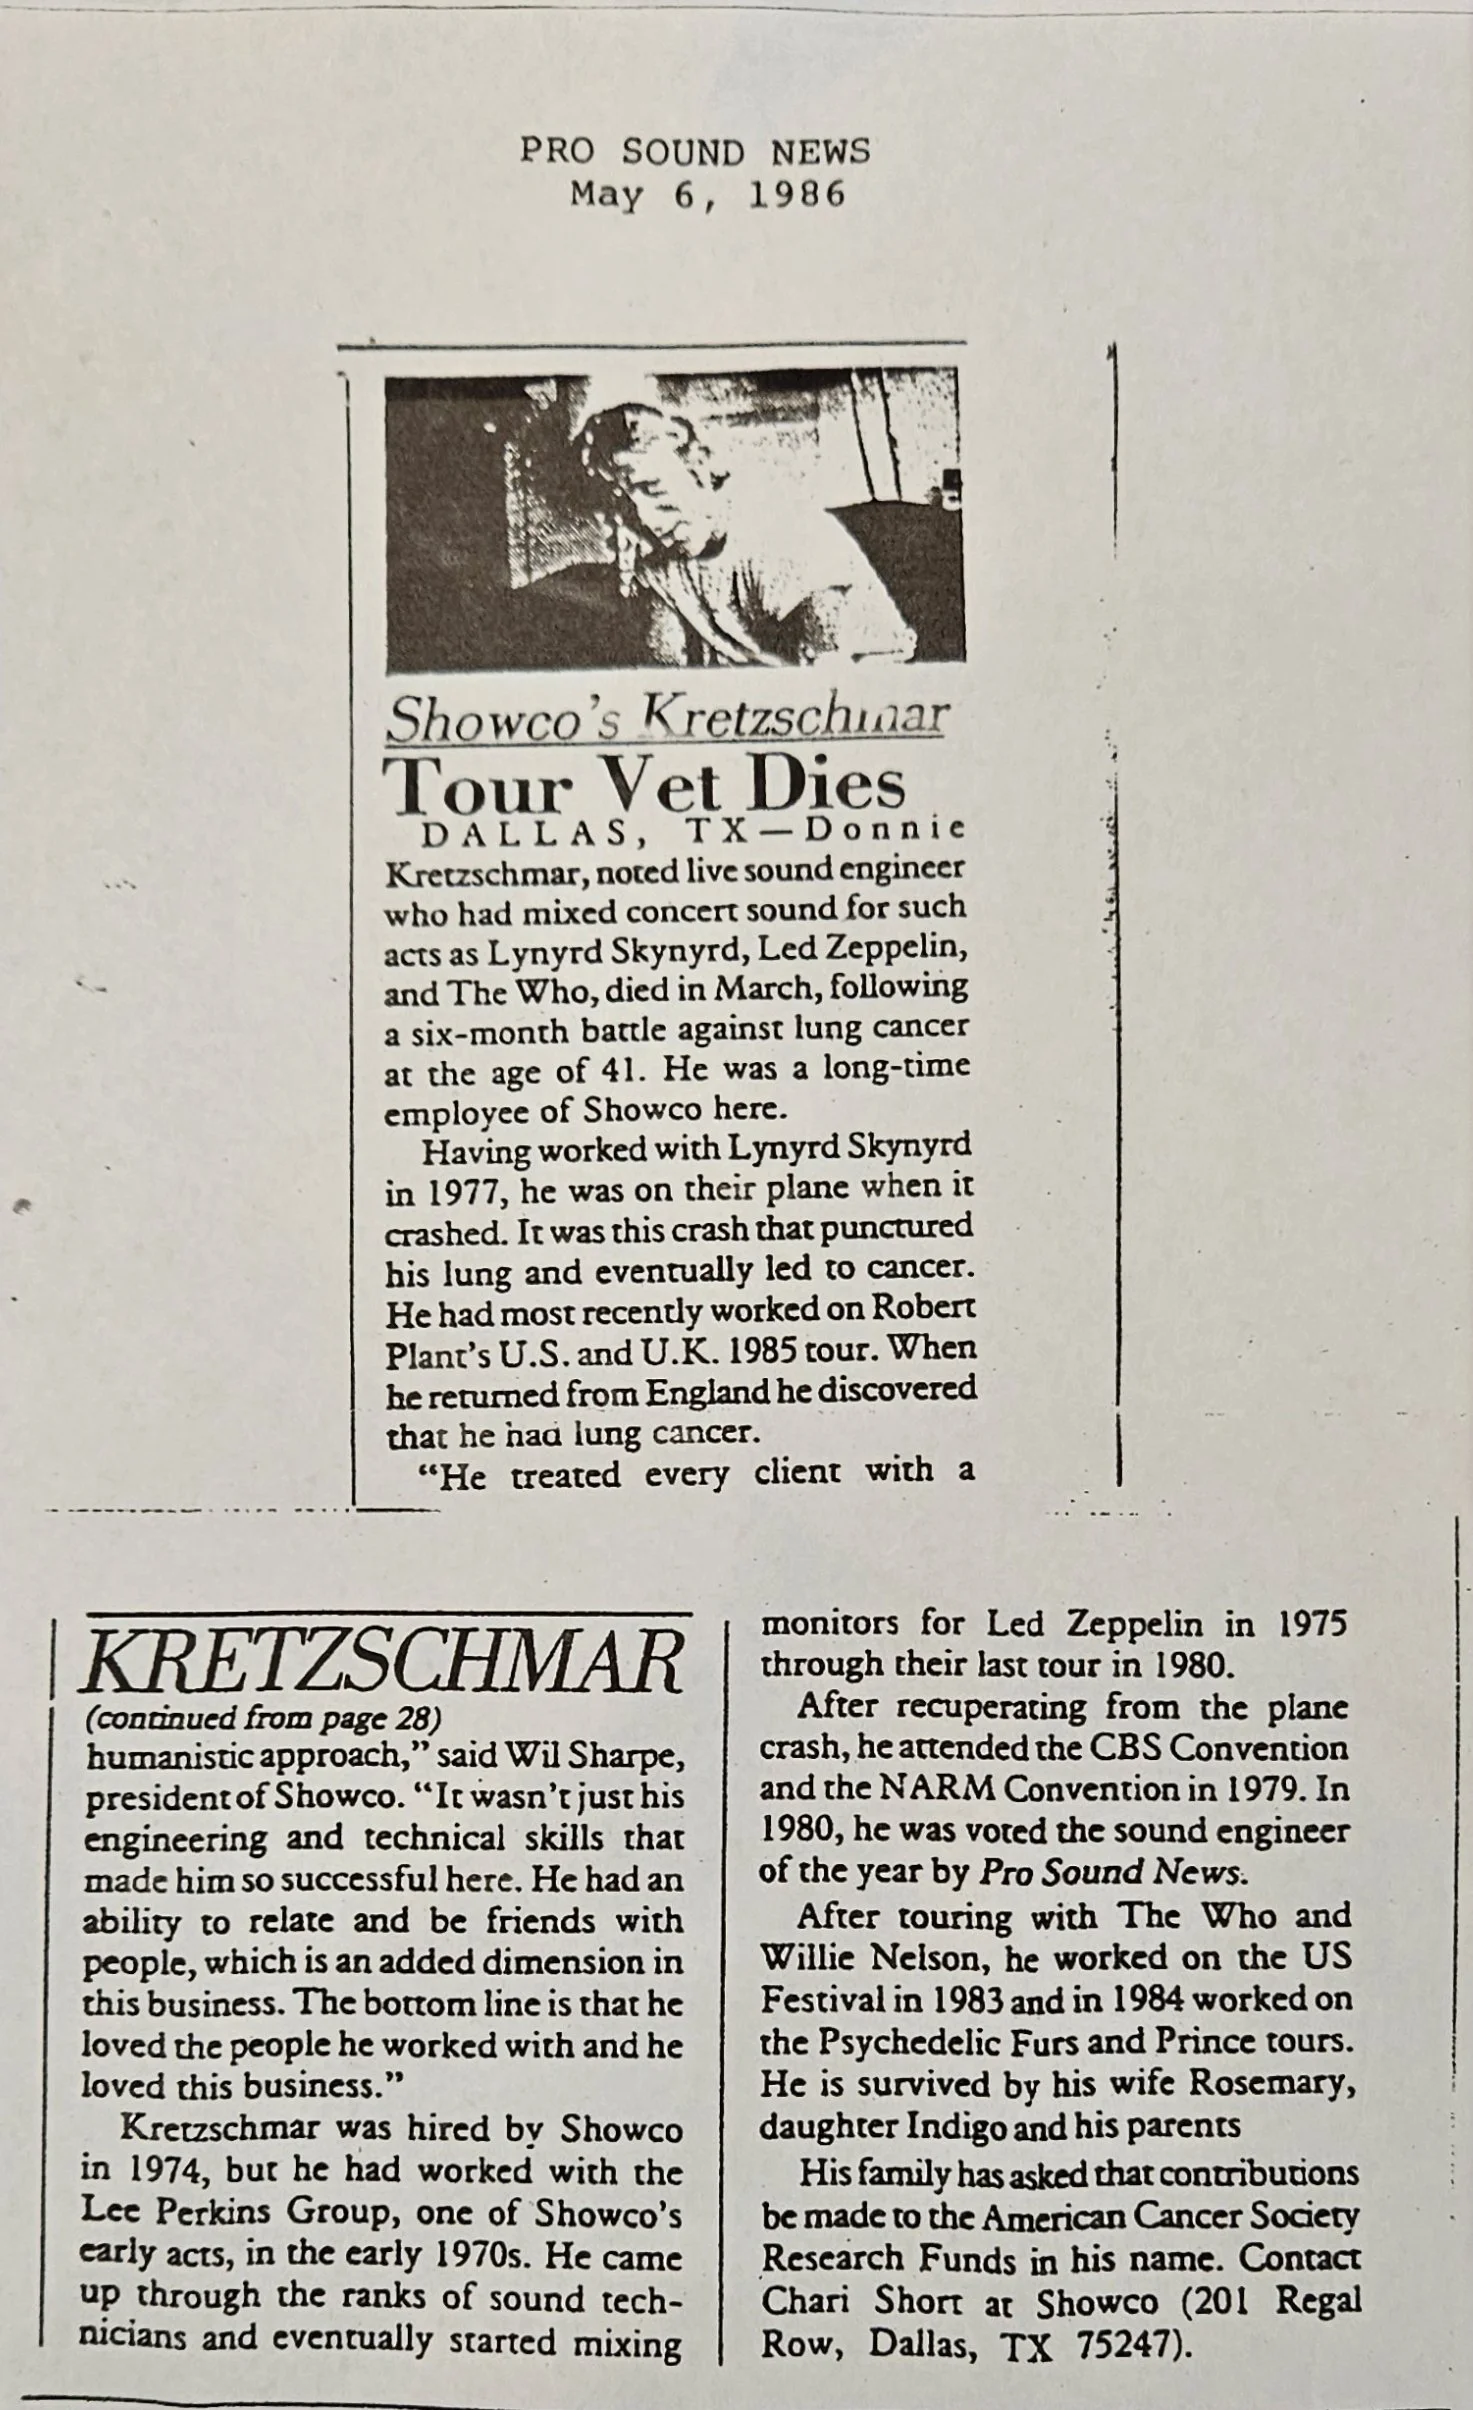 PRO SOUND NEWS
May 6, 1986
Showco's Kretzschmar
Tour Vet Dies
DALLAS, TX—Donnie
Kretzschmar, noted live sound engineer
who had mixed concert sound for such
acts as Lynyrd Skynyrd, Led Zeppelin,
and The Who, died in March, following
a six-month battle against lung cancer
at the age of 41. He was a long-time
employee of Showco here.
Having worked with Lynyrd Skynyrd
in 1977, he was on their plane when it
crashed. It was this crash that punctured
his lung and eventually led to cancer.
He had most recently worked on Robert
Plant's U.S. and U.K. 1985 tour. When
he returned from England he discovered
that he had lung cancer.
"He treated every client with a
KRETZSCHMAR
(continued from page 28)
humanistic approach," said Wil Sharpe,
president of Showco. "It wasn't just his
engineering and technical skills that
made him so successful here. He had an
ability to relate and be friends with
people, which is an added dimension in
this business. The bottom line is that he
loved the people he worked with and he
loved this business."
Kretzschmar was hired by Showco
in 1974, but he had worked with the
Lee Perkins Group, one of Showco's
early acts, in the early 1970s. He came
up through the ranks of sound tech-
nicians and eventually started mixing
monitors for Led Zeppelin in 1975
through their last tour in 1980.
After recuperating from the plane
crash, he attended the CBS Convention
and the NARM Convention in 1979. In
1980, he was voted the sound engineer
of the year by Pro Sound News.
After touring with The Who and
Willie Nelson, he worked on the US
Festival in 1983 and in 1984 worked on
the Psychedelic Furs and Prince tours.
He is survived by his wife Rosemary,
daughter Indigo and his parents
His family has asked that contributions
be made to the American Cancer Society
Research Funds in his name. Contact
Chari Short at Showco (201 Regal
Row, Dallas, TX 75247).